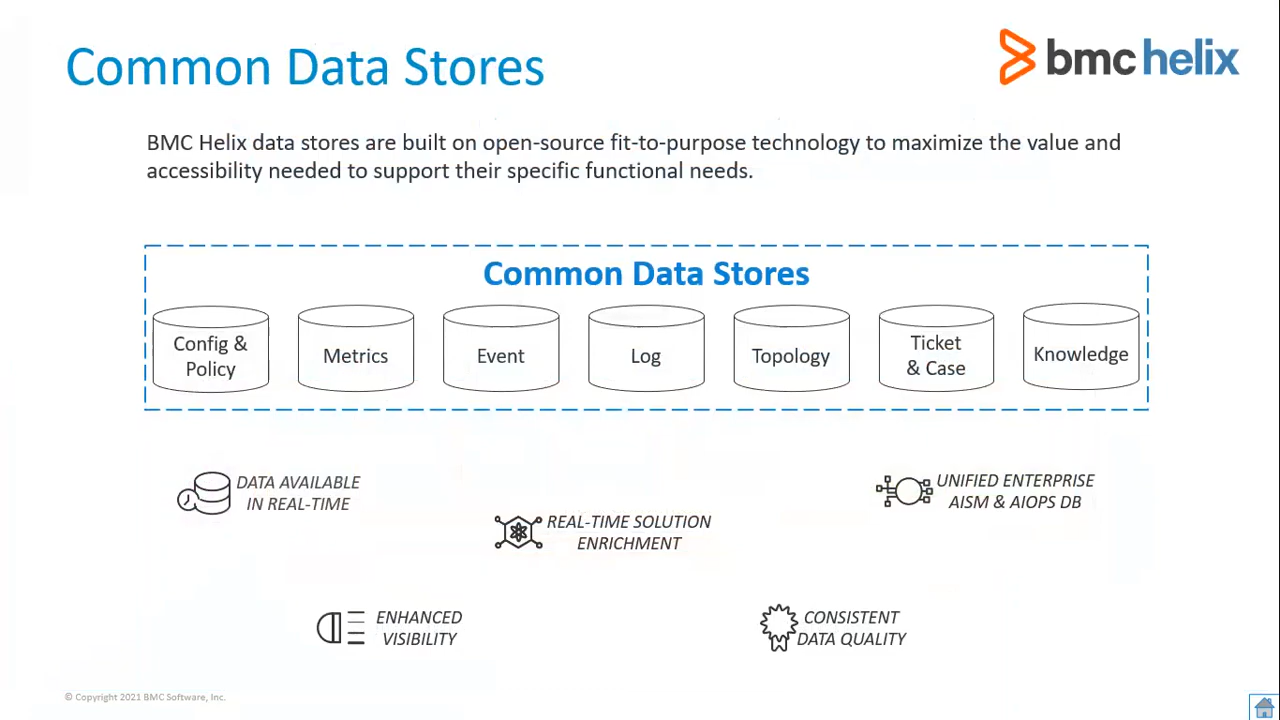 Common Data Stores
bmc helix
BMC Helix data stores are built on open-source fit-to-purpose technology to maximize the value and
accessibility needed to support their specific functional needs.
Common Data Stores
Config &
Policy
Metrics
Event
Log
Topology
Ticket
& Case
Knowledge
DATA AVAILABLE
IN REAL-TIME
REAL-TIME SOLUTION
ENRICHMENT
UNIFIED ENTERPRISE
AISM & AIOPS DB
ENHANCED
VISIBILITY
CONSISTENT
DATA QUALITY
© Copyright 2021 BMC Software, Inc.